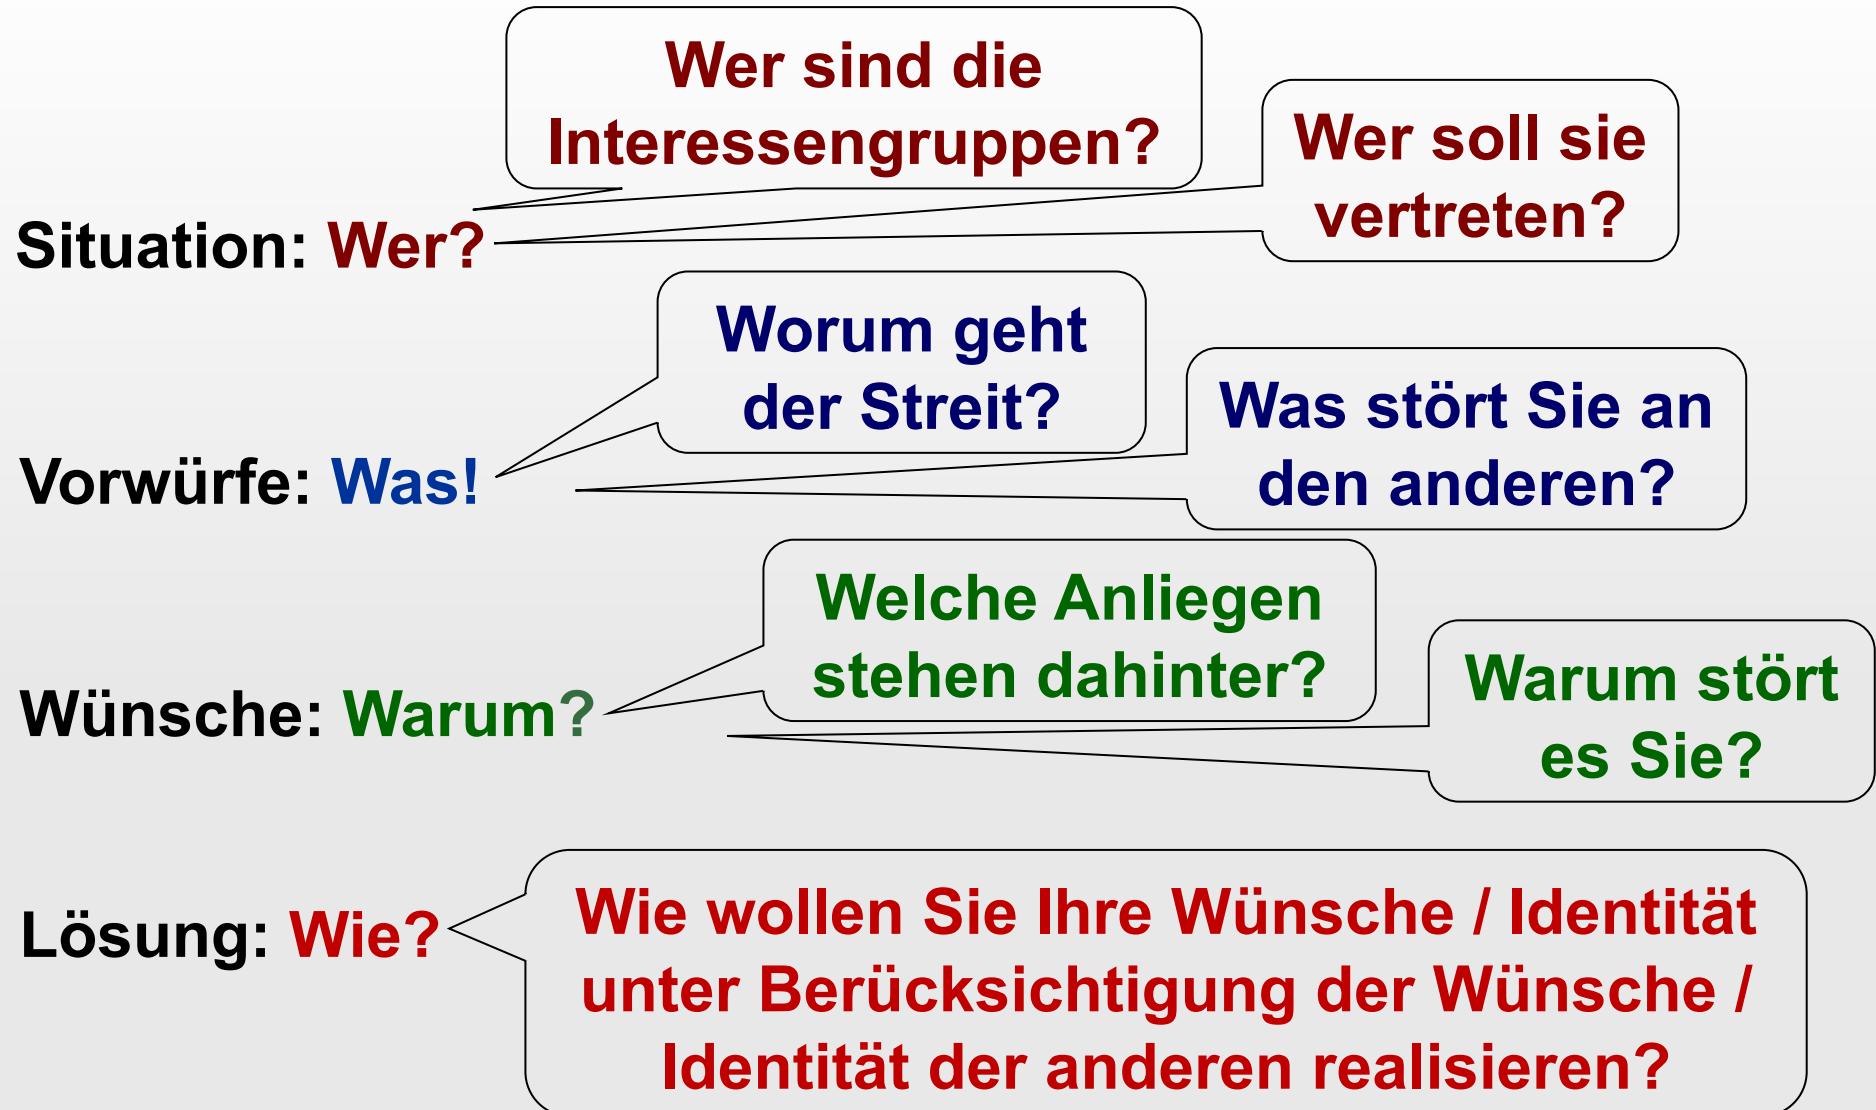 Wer sind die
Interessengruppen?
Wer soll sie
vertreten?
Situation: Wer?
Worum geht
der Streit?
Was stört Sie an
den anderen?
Vorwürfe: Was!
Welche Anliegen
stehen dahinter?
Warum stört
es Sie?
Wünsche: Warum?
Lösung: Wie?
Wie wollen Sie Ihre Wünsche / Identität
unter Berücksichtigung der Wünsche /
Identität der anderen realisieren?